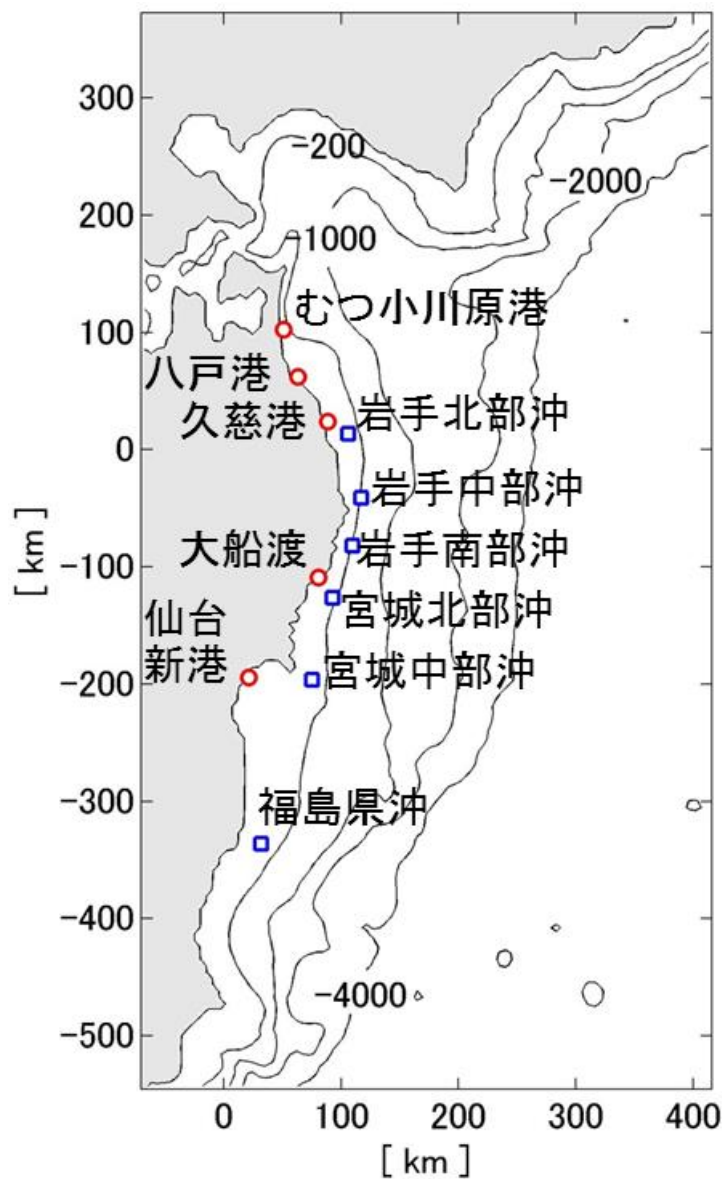 300
-200
-2000
200
-1000
むつ小川原港
100
八戸港
久慈港
岩手北部沖
0
岩手中部沖
[ km ]
大船渡
岩手南部沖
-100
仙台
新港
宮城北部沖
宮城中部沖
-200
福島県沖
-300
-400
-4000
-500
0
100
200
300
400
[ km ]